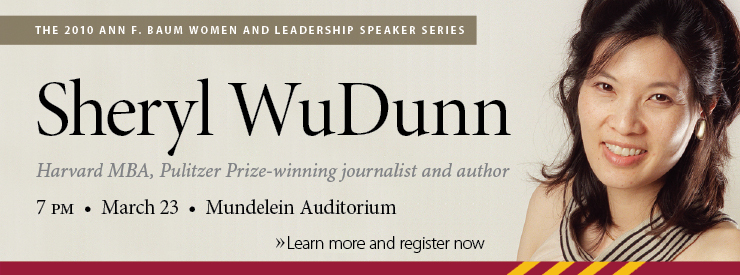 THE 2010 ANN F. BAUM WOMEN AND LEADERSHIP SPEAKER SERIES
Sheryl WuDunn
Harvard MBA, Pulitzer Prize-winning journalist and author
7 PM • March 23 • Mundelein Auditorium
»Learn more and register now